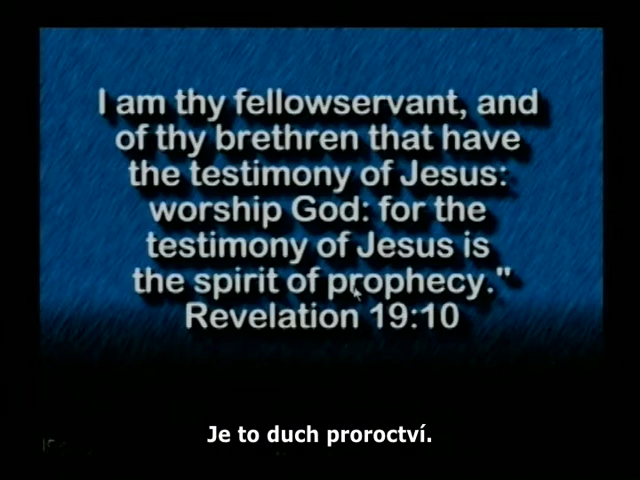 I am thy fellowservant, and
of thy brethren that have
the testimony of Jesus:
worship God: for the
testimony of Jesus is
the spirit of prophecy."
Revelation 19:10
Je to duch proroctví.